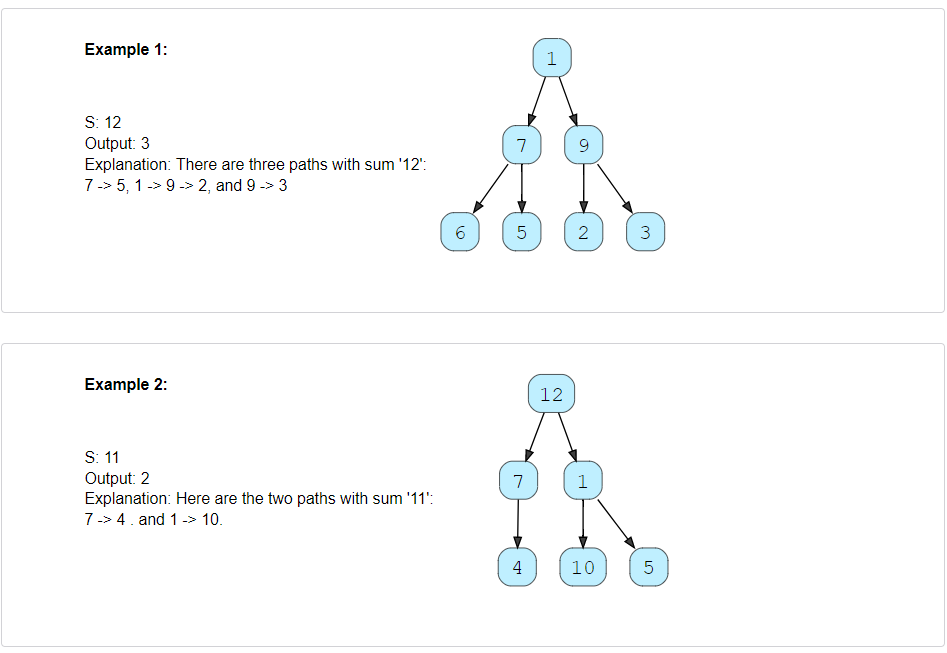 Example 1:
1
S: 12
Output: 3
7 9
Explanation: There are three paths with sum '12':
7 -> 5, 1 -> 9 -> 2, and 9 -> 3
6 5 2 3
Example 2:
12
S: 11
Output: 2
7 1
Explanation: Here are the two paths with sum '11':
7 -> 4 . and 1 -> 10.
4 10 5